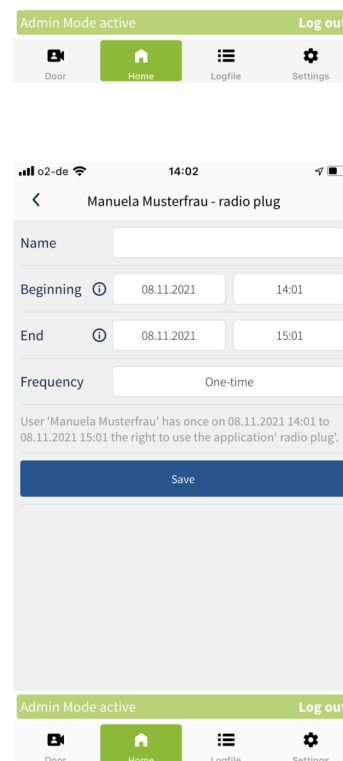 Admin Mode active Log out
Door Home Logfile Settings
o2-de 14:02
Manuela Musterfrau - radio plug
Name
Beginning 08.11.2021 14:01
End 08.11.2021 15:01
Frequency One-time
User 'Manuela Musterfrau' has once on 08.11.2021 14:01 to
08.11.2021 15:01 the right to use the application' radio plug'.
Save
Admin Mode active Log out
Door Home Logfile Settings